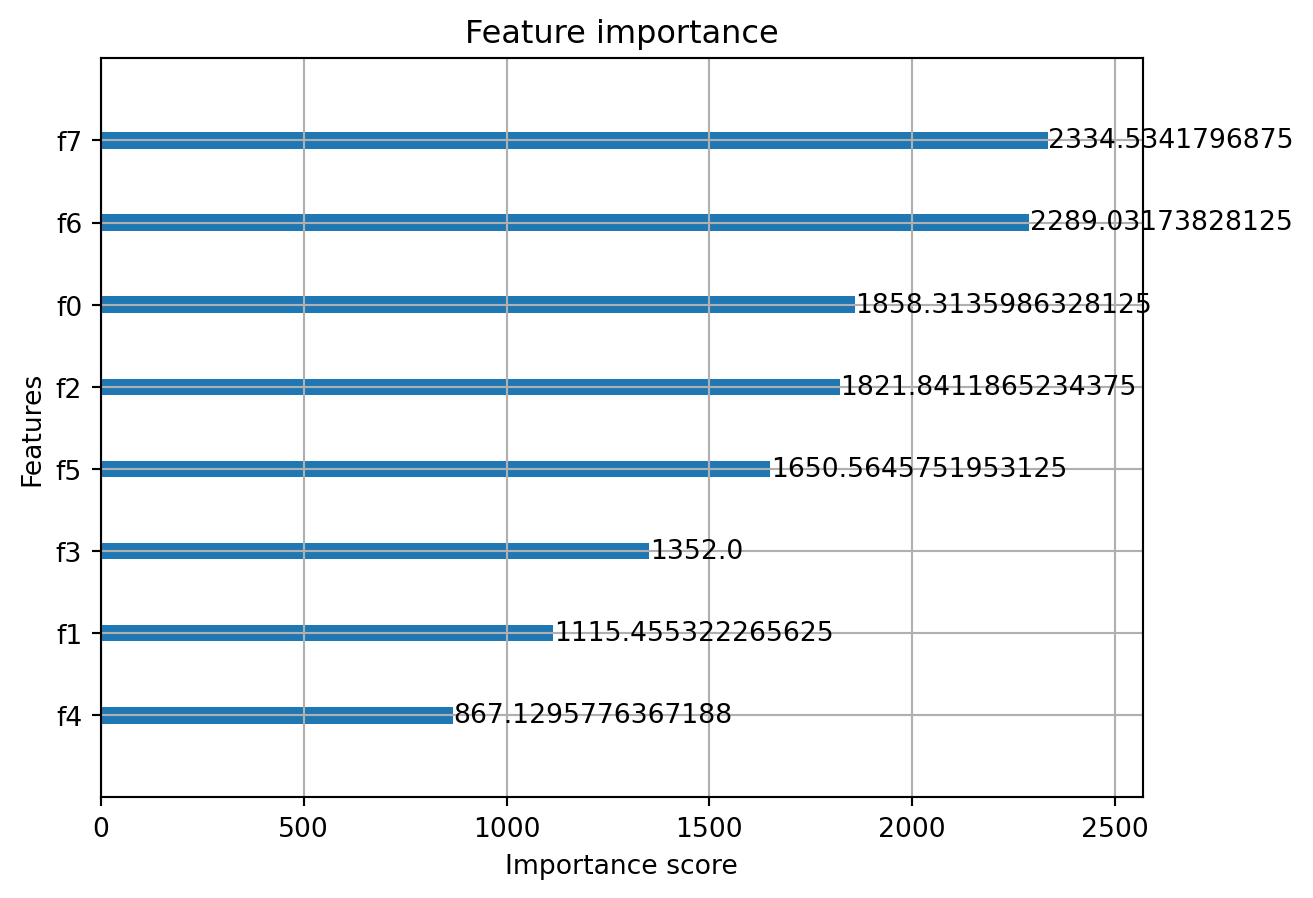 Feature importance
f7 2334.5341796875
f6 2289.03173828125
f0 1858.3135986328125
f2 1821.8411865234375
f5 1650.5645751953125
f3 1352.0
f1 1115.455322265625
f4 867.1295776367188
Features
0 500 1000 1500 2000 2500
Importance score